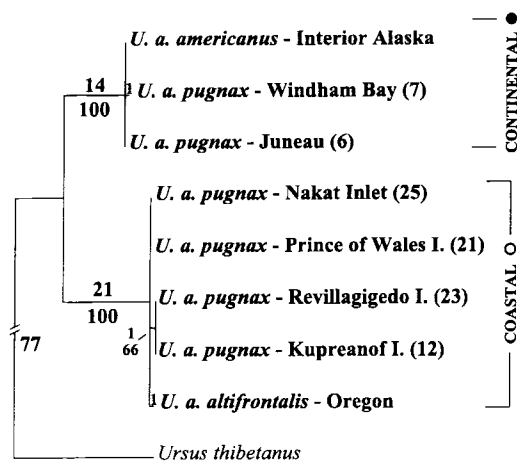 U. a. americanus - Interior Alaska
14
100
1
U. a. pugnax - Windham Bay (7)
U. a. pugnax - Juneau (6)
CONTINENTAL
U. a. pugnax - Nakat Inlet (25)
U. a. pugnax - Prince of Wales I. (21)
21
100
U. a. pugnax - Revillagigedo I. (23)
1
66
U. a. pugnax - Kupreanof I. (12)
1
U. a. altifrontalis - Oregon
COASTAL
77
Ursus thibetanus